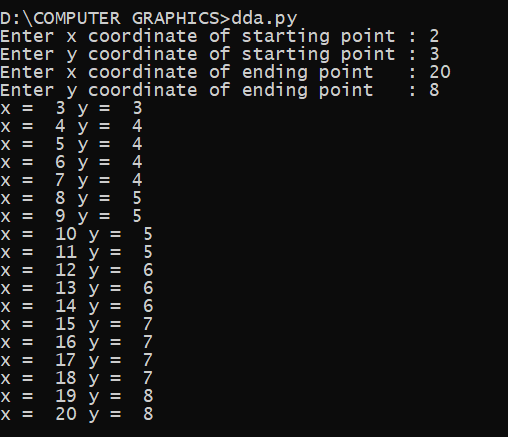 D:\COMPUTER GRAPHICS>dda.py
Enter x coordinate of starting point : 2
Enter y coordinate of starting point : 3
Enter x coordinate of ending point   : 20
Enter y coordinate of ending point   : 8
x =  3 y =  3
x =  4 y =  4
x =  5 y =  4
x =  6 y =  4
x =  7 y =  4
x =  8 y =  5
x =  9 y =  5
x =  10 y =  5
x =  11 y =  5
x =  12 y =  6
x =  13 y =  6
x =  14 y =  6
x =  15 y =  7
x =  16 y =  7
x =  17 y =  7
x =  18 y =  7
x =  19 y =  8
x =  20 y =  8